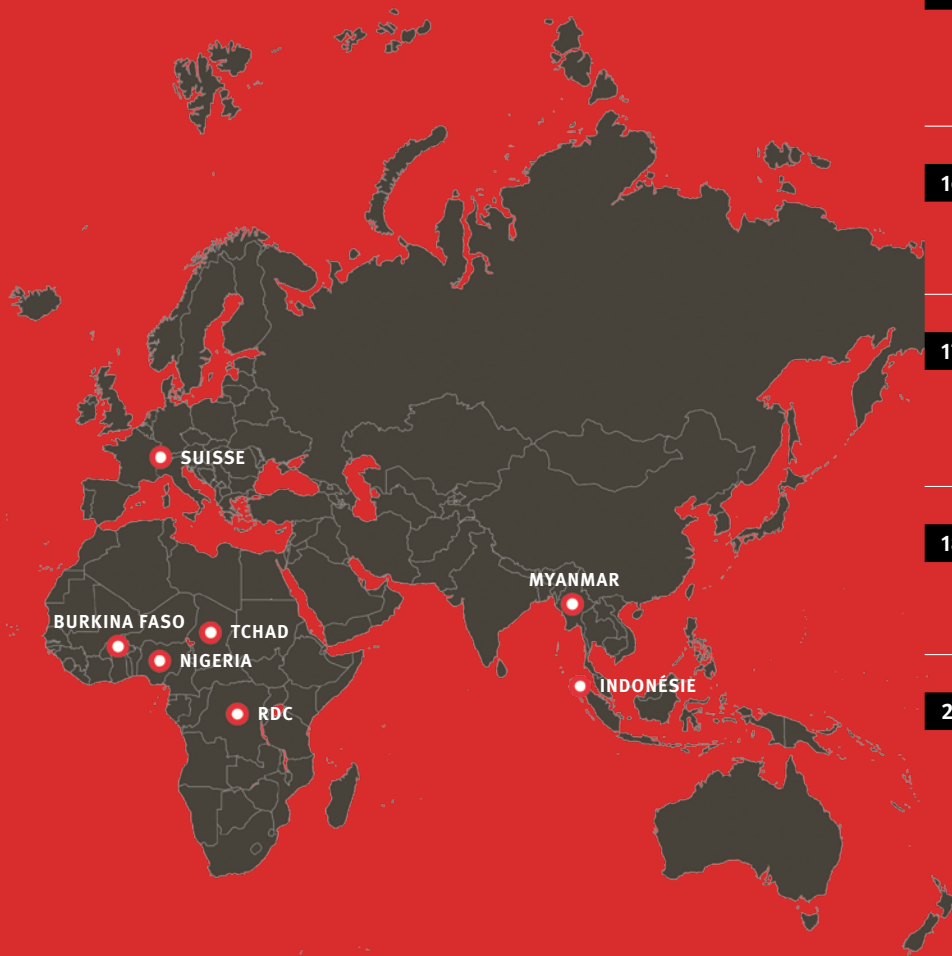 SUISSE
MYANMAR
BURKINA FASO
TCHAD
NIGERIA
INDONÉSIE
RDC